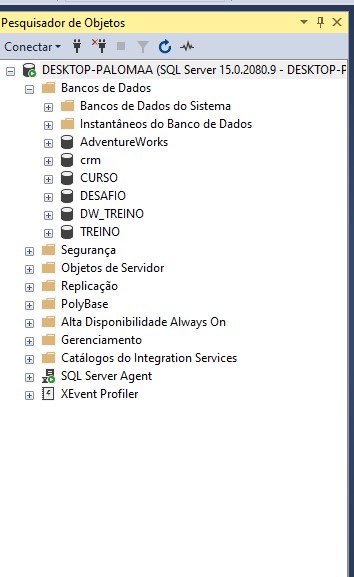 Pesquisador de Objetos
Conectar
DESKTOP-PALOMAA (SQL Server 15.0.2080.9 - DESKTOP-P
Bancos de Dados
Bancos de Dados do Sistema
Instantâneos do Banco de Dados
AdventureWorks
crm
CURSO
DESAFIO
DW_TREINO
TREINO
Segurança
Objetos de Servidor
Replicação
PolyBase
Alta Disponibilidade Always On
Gerenciamento
Catálogos do Integration Services
SQL Server Agent
XEvent Profiler